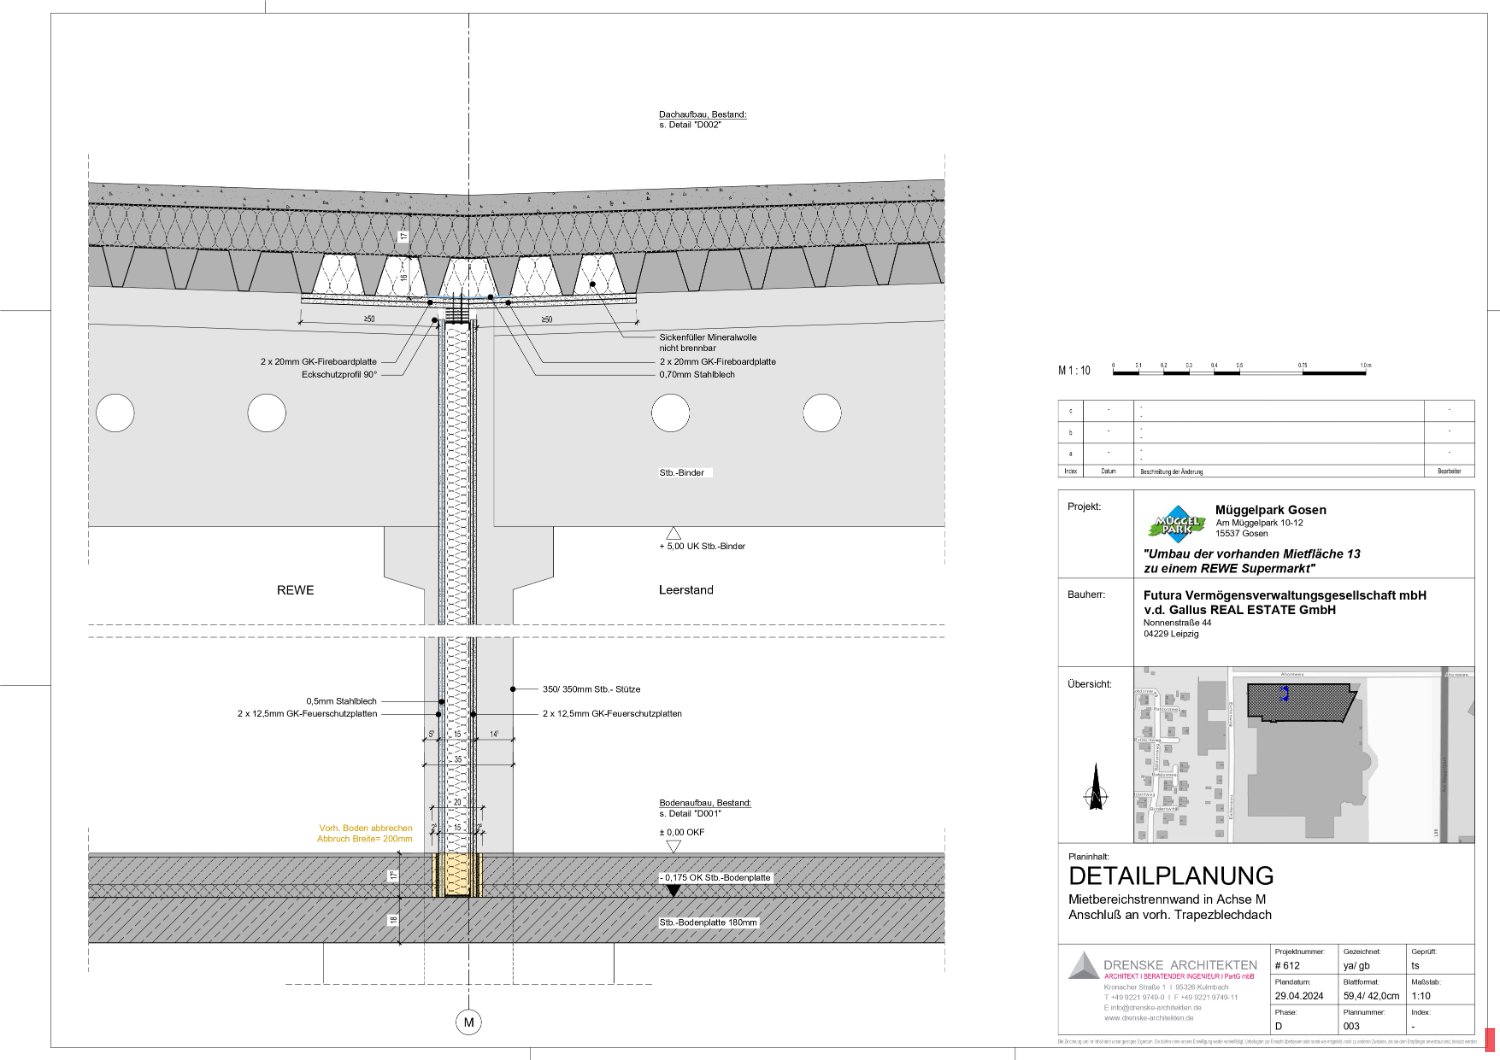 Dachaufbau, Bestand:
s. Detail "D002"
17
16
≥50
≥50
Sickenfüller Mineralwolle
nicht brennbar
2 x 20mm GK-Fireboardplatte
0,70mm Stahlblech
2 x 20mm GK-Fireboardplatte
Eckschutzprofil 90°
Stb.-Binder
+ 5,00 UK Stb.-Binder
REWE
Leerstand
350/ 350mm Stb.- Stütze
0,5mm Stahlblech
2 x 12,5mm GK-Feuerschutzplatten
2 x 12,5mm GK-Feuerschutzplatten
15
35
20
15
Bodenaufbau, Bestand:
s. Detail "D001"
± 0,00 OKF
Vorh. Boden abbrechen
Abbruch Breite= 200mm
- 0,175 OK Stb.-Bodenplatte
18
Stb.-Bodenplatte 180mm
M
M 1 : 10
0 0,1 0,2 0,3 0,4 0,5 0,75 1.0 m
c - - -
b - - -
a - - -
Index Datum Beschreibung der Änderung Bearbeiter
Projekt:
MÜGGEL
PARK
Müggelpark Gosen
Am Müggelpark 10-12
15537 Gosen
"Umbau der vorhanden Mietfläche 13
zu einem REWE Supermarkt"
Bauherr:
Futura Vermögensverwaltungsgesellschaft mbH
v.d. Gallus REAL ESTATE GmbH
Nonnenstraße 44
04229 Leipzig
Übersicht:
Planinhalt:
DETAILPLANUNG
Mietbereichstrennwand in Achse M
Anschluß an vorh. Trapezblechdach
DRENSKE ARCHITEKTEN
ARCHITEKT I BERATENDER INGENIEUR I PartG mbB
Kronacher Straße 1 I 95326 Kulmbach
T +49 9221 9749-0 I F +49 9221 9749-11
E info@drenske-architekten.de
www.drenske-architekten.de
Projektnummer: Gezeichnet: Geprüft:
# 612 ya/ gb ts
Plandatum: Blattformat: Maßstab:
29.04.2024 59,4/ 42,0cm 1:10
Phase: Plannummer: Index:
D 003 -